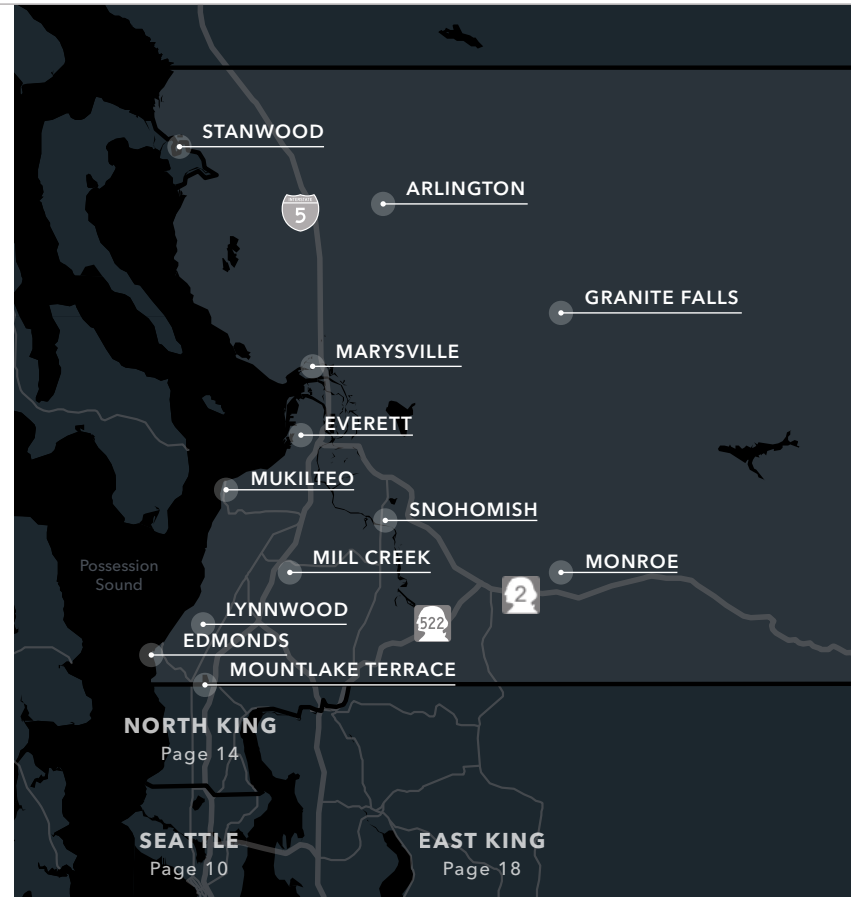 STANWOOD
ARLINGTON
INTERSTATE
5
GRANITE FALLS
MARYSVILLE
EVERETT
MUKILTEO
SNOHOMISH
MILL CREEK
MONROE
Possession
Sound
2
LYNNWOOD
522
EDMONDS
MOUNTLAKE TERRACE
NORTH KING
Page 14
SEATTLE
Page 10
EAST KING
Page 18